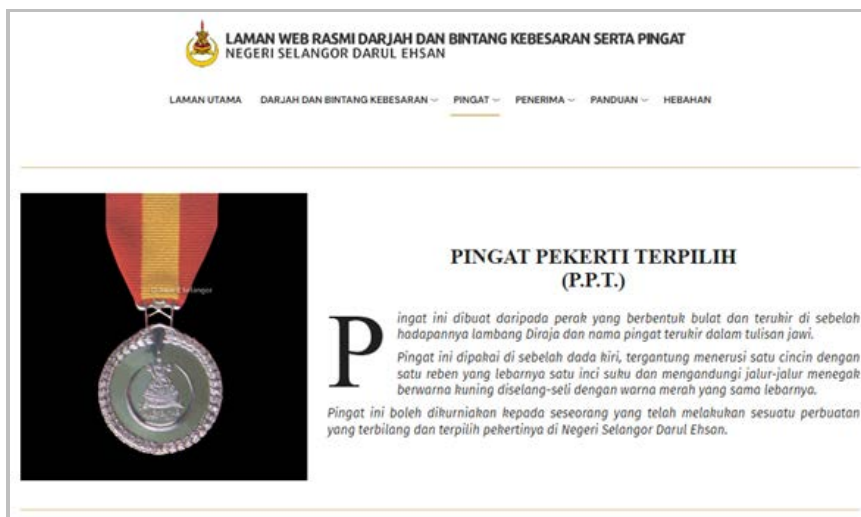 LAMAN WEB RASMI DARJAH DAN BINTANG KEBESARAN SERTA PINGAT
NEGERI SELANGOR DARUL EHSAN
LAMAN UTAMA DARJAH DAN BINTANG KEBESARAN PINGAT PENERIMA PANDUAN HEBAHAN
PINGAT PEKERTI TERPILIH
(P.P.T.)
Pingat ini dibuat daripada perak yang berbentuk bulat dan terukir di sebelah
hadapannya lambang Diraja dan nama pingat terukir dalam tulisan jawi.
Pingat ini dipakai di sebelah dada kiri, tergantung menerusi satu cincin dengan
satu reben yang lebarnya satu inci suku dan mengandungi jalur-jalur menegak
berwarna kuning diselang-seli dengan warna merah yang sama lebarnya.
Pingat ini boleh dikurniakan kepada seseorang yang telah melakukan sesuatu perbuatan
yang terbilang dan terpilih pekertinya di Negeri Selangor Darul Ehsan.